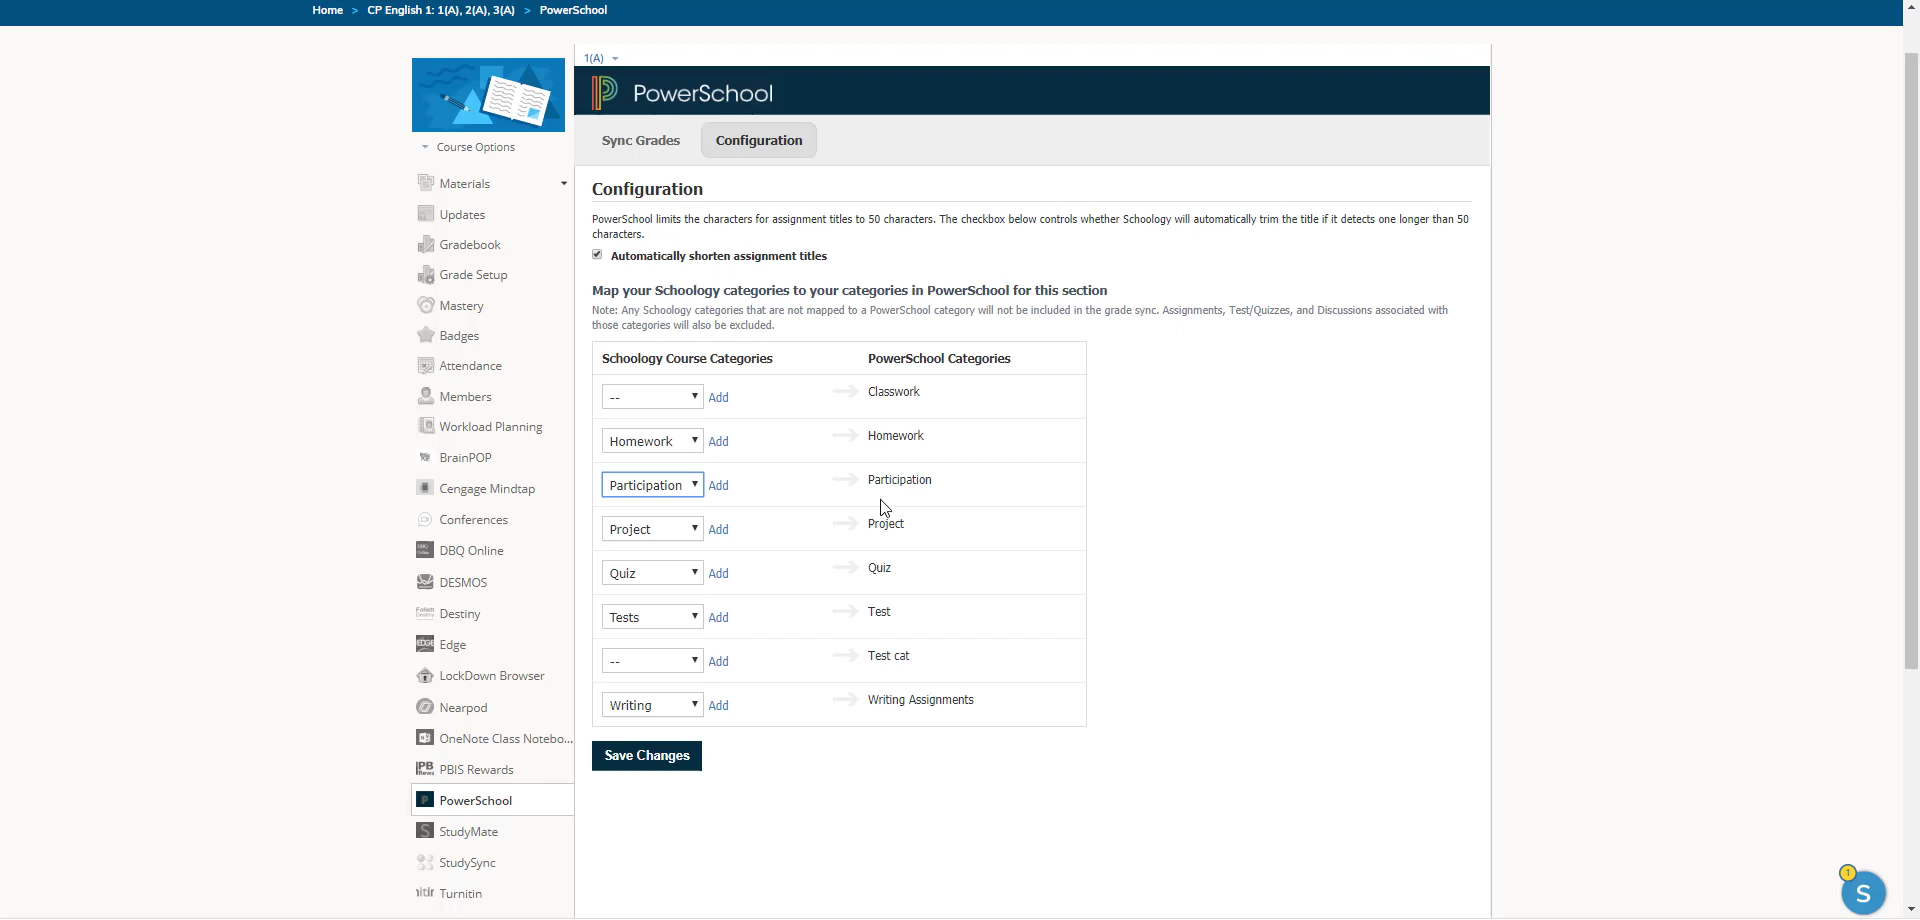 Home > CP English 1: 1(A), 2(A), 3(A) > PowerSchool
1(A)
PowerSchool
Sync Grades Configuration
Course Options
Materials
Updates
Gradebook
Grade Setup
Mastery
Badges
Attendance
Members
Workload Planning
BrainPOP
Cengage Mindtap
Conferences
DBQ Online
DESMOS
Destiny
Edge
LockDown Browser
Nearpod
OneNote Class Notebo...
PBIS Rewards
PowerSchool
StudyMate
StudySync
Turnitin
Configuration
PowerSchool limits the characters for assignment titles to 50 characters. The checkbox below controls whether Schoology will automatically trim the title if it detects one longer than 50
characters.
Automatically shorten assignment titles
Map your Schoology categories to your categories in PowerSchool for this section
Note: Any Schoology categories that are not mapped to a PowerSchool category will not be included in the grade sync. Assignments, Test/Quizzes, and Discussions associated with
those categories will also be excluded.
Schoology Course Categories PowerSchool Categories
-- Add Classwork
Homework Add Homework
Participation Add Participation
Project Add Project
Quiz Add Quiz
Tests Add Test
-- Add Test cat
Writing Add Writing Assignments
Save Changes
1
S